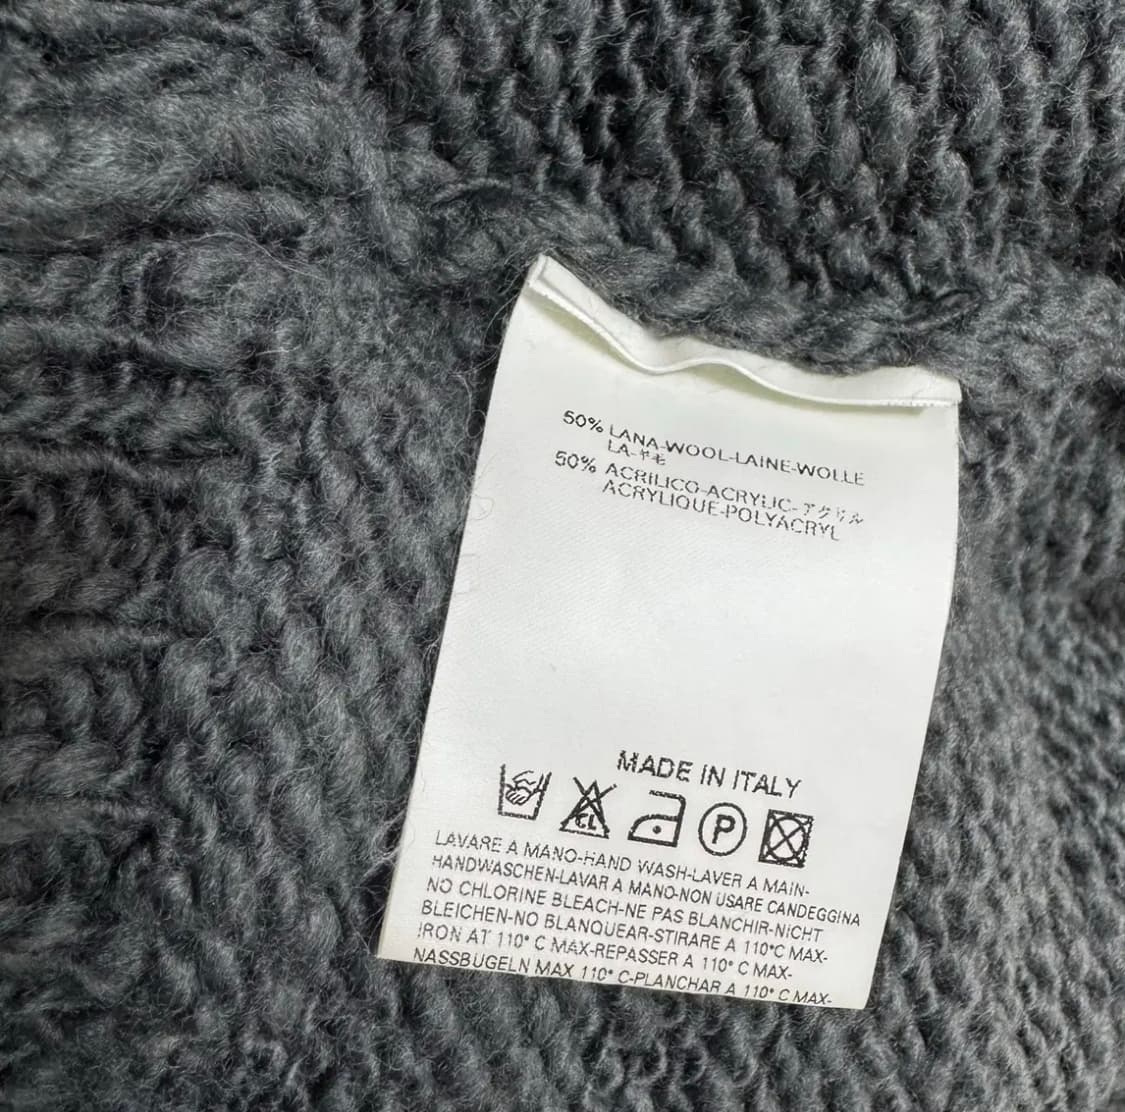 50% LANA-WOOL-LAINE-WOLLE
LA-ヤモ
50% ACRILICO-ACRYLIC-アクリル
ACRYLIQUE-POLYACRYL
MADE IN ITALY
CL P
LAVARE A MANO-HAND WASH-LAVER A MAIN-
HANDWASCHEN-LAVAR A MANO-NON USARE CANDEGGINA
NO CHLORINE BLEACH-NE PAS BLANCHIR-NICHT
BLEICHEN-NO BLANQUEAR-STIRARE A 110°C MAX-
IRON AT 110° C MAX-REPASSER A 110° C MAX-
NASSBUGELN MAX 110° C-PLANCHAR A 110° C MAX-